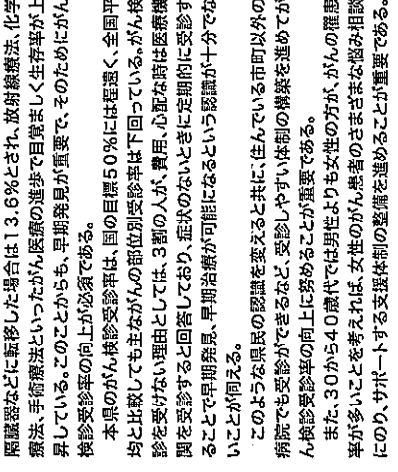 隔臓器などに転移した場合は13.6%とされ、放射線療法、化学
療法、手術療法といったがん医療の進歩で目覚ましく生存率が上
昇している。このことからも、早期発見が重要で、そのためにがん
検診受診率の向上が必須である。
本県のがん検診受診率は、国の目標50%には程遠く、全国平
均と比較しても主ながんの部位別受診率は下回っている。がん検
診を受けない理由としては、3割の人が、費用、心配な時は医療機
関を受診すると回答しており、症状のないときに定期的に受診す
ることで早期発見、早期治療が可能になるという認識が十分でな
いことが伺える。
このような県民の認識を変えると共に、住んでいる市町以外の
病院でも受診ができるなど、受診しやすい体制の構築を進めてが
ん検診受診率の向上に努めることが重要である。
また、30から40歳代では男性よりも女性の方が、がんの罹患
率が多いことを考えれば、女性のがん患者のさまざまな悩み相談
にのり、サポートする支援体制の整備を進めることが重要である。